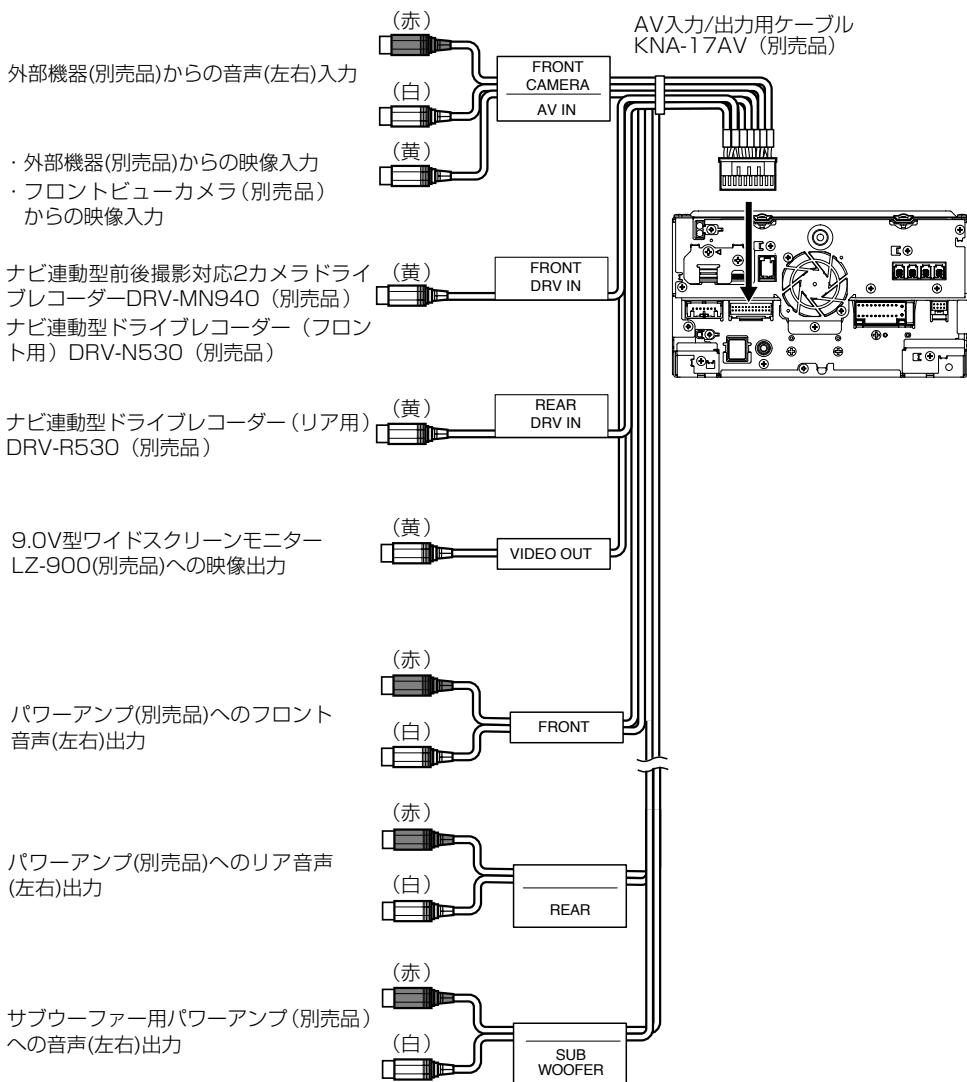 AV入力/出力用ケーブル
KNA-17AV（別売品）
（赤）
外部機器(別売品)からの音声(左右)入力
（白）
FRONT
CAMERA
AV IN
（黄）
・外部機器(別売品)からの映像入力
・フロントビューカメラ（別売品）
からの映像入力
ナビ連動型前後撮影対応2カメラドライ
ブレコーダーDRV-MN940（別売品）
ナビ連動型ドライブレコーダー（フロン
ト用）DRV-N530（別売品）
（黄）
FRONT
DRV IN
ナビ連動型ドライブレコーダー（リア用）
DRV-R530（別売品）
（黄）
REAR
DRV IN
9.0V型ワイドスクリーンモニター
LZ-900(別売品)への映像出力
（黄）
VIDEO OUT
（赤）
パワーアンプ(別売品)へのフロント
音声(左右)出力
（白）
FRONT
（赤）
パワーアンプ(別売品)へのリア音声
(左右)出力
（白）
REAR
（赤）
サブウーファー用パワーアンプ（別売品）
への音声(左右)出力
（白）
SUB
WOOFER